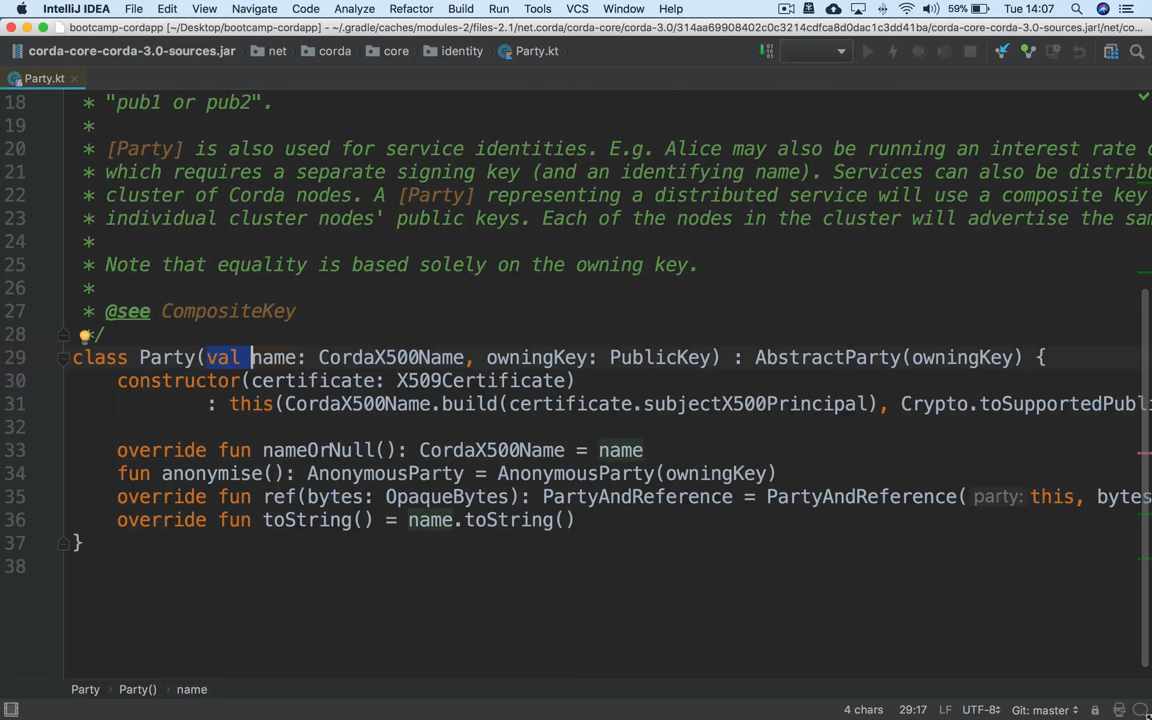 IntelliJ IDEA File Edit View Navigate Code Analyze Refactor Build Run Tools VCS Window Help 59% Tue 14:07
bootcamp-cordapp [~/Desktop/bootcamp-cordapp] - ~/.gradle/caches/modules-2/files-2.1/net.corda/corda-core/corda-3.0/314aa69908402c0c3214cdfca8d21c3c3dd41ba/corda-core-corda-3.0-sources.jar!/net/co...
corda-core-corda-3.0-sources.jar net corda core identity Party.kt
Party.kt
18 * "pub1 or pub2".
19 *
20 * [Party] is also used for service identities. E.g. Alice may also be running an interest rate o
21 * which requires a separate signing key (and an identifying name). Services can also be distribu
22 * cluster of Corda nodes. A [Party] representing a distributed service will use a composite key
23 * individual cluster nodes' public keys. Each of the nodes in the cluster will advertise the sam
24 *
25 * Note that equality is based solely on the owning key.
26 *
27 * @see CompositeKey
28 */
29 class Party(val name: CordaX500Name, owningKey: PublicKey) : AbstractParty(owningKey) {
30 constructor(certificate: X509Certificate)
31 : this(CordaX500Name.build(certificate.subjectX500Principal), Crypto.toSupportedPubli
32
33 override fun nameOrNull(): CordaX500Name = name
34 fun anonymise(): AnonymousParty = AnonymousParty(owningKey)
35 override fun ref(bytes: OpaqueBytes): PartyAndReference = PartyAndReference( party: this, bytes
36 override fun toString() = name.toString()
37 }
38
Party Party() name
4 chars 29:17 LF UTF-8 Git: master